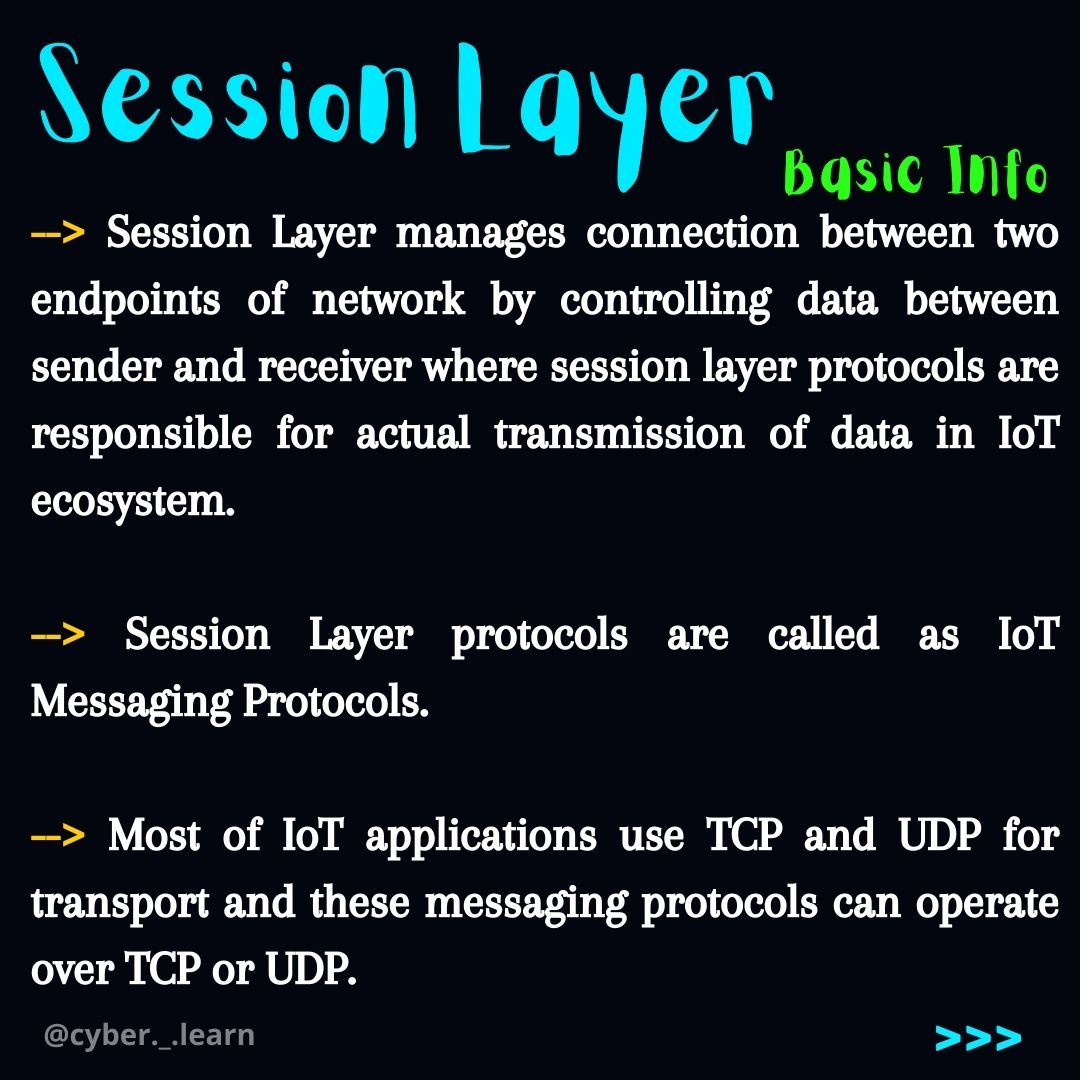 Session Layer
Basic Info
--> Session Layer manages connection between two
endpoints of network by controlling data between
sender and receiver where session layer protocols are
responsible for actual transmission of data in IoT
ecosystem.
--> Session Layer protocols are called as IoT
Messaging Protocols.
--> Most of IoT applications use TCP and UDP for
transport and these messaging protocols can operate
over TCP or UDP.
@cyber._.learn
>>>